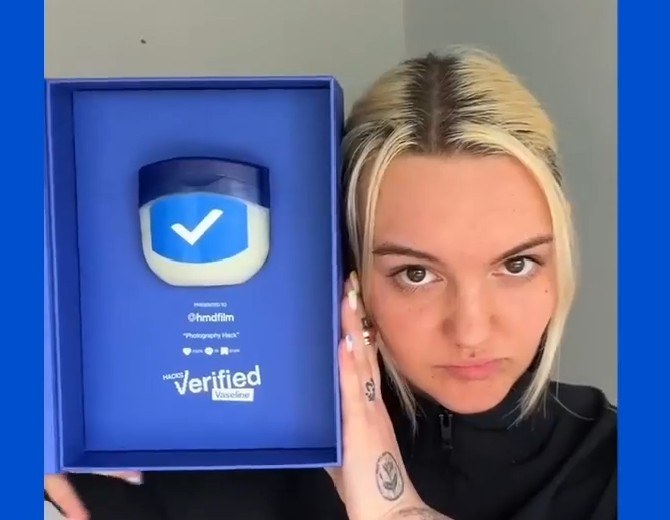 PRESENTED TO
@hmdfilm
"Photography Hack"
HACKS
Verified
Vaseline